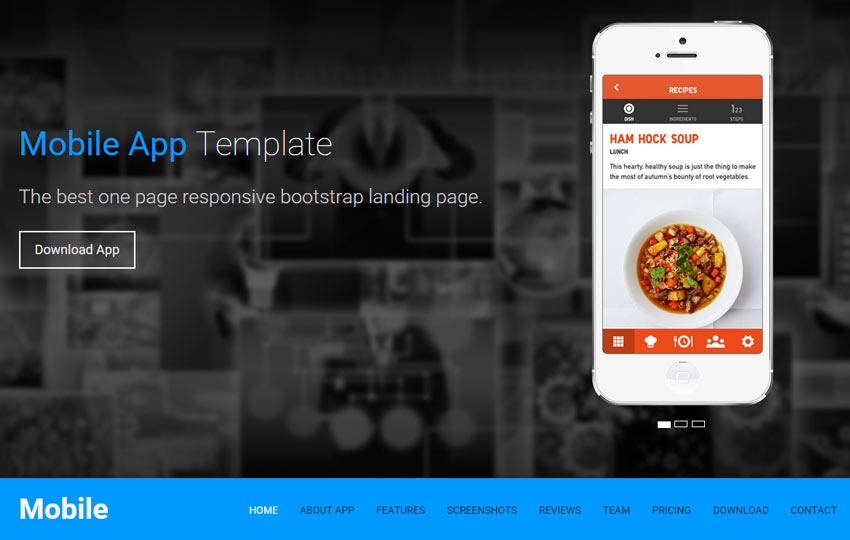 Mobile App Template
The best one page responsive bootstrap landing page.
Download App
RECIPES
DISH INGREDIENTS 123 STEPS
HAM HOCK SOUP
LUNCH
This hearty, healthy soup is just the thing to make
the most of autumn's bounty of root vegetables.
Mobile
HOME ABOUT APP FEATURES SCREENSHOTS REVIEWS TEAM PRICING DOWNLOAD CONTACT